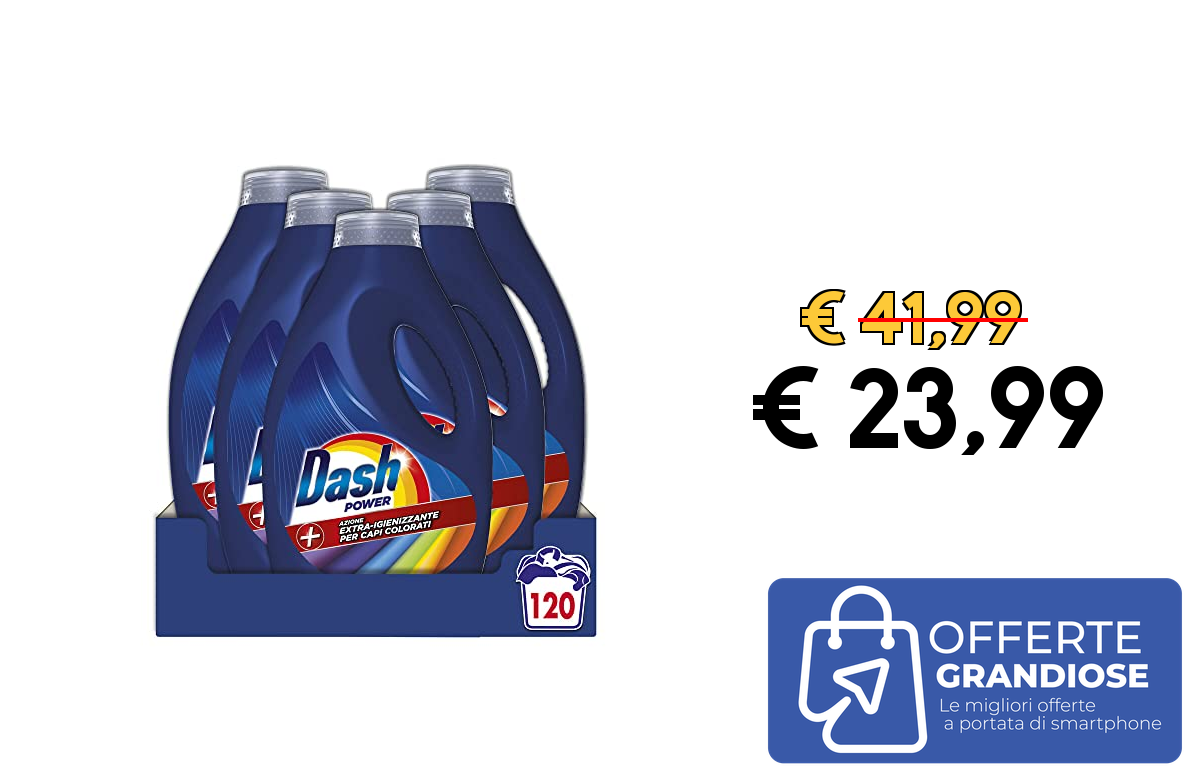 € 41,99
€ 23,99
Dash
POWER
AZIONE
EXTRA-IGIENIZZANTE
PER CAPI COLORATI
120
OFFERTE
GRANDIOSE
Le migliori offerte
a portata di smartphone